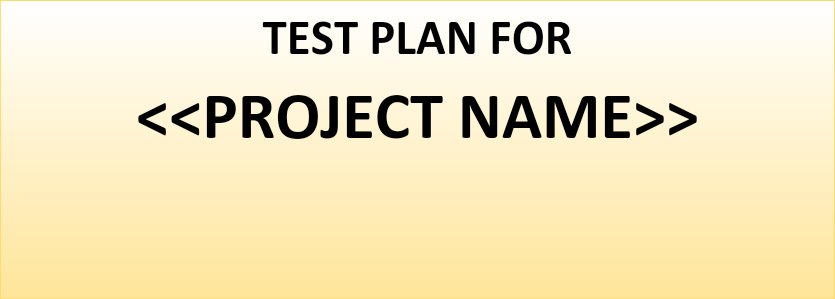 TEST PLAN FOR
<<PROJECT NAME>>